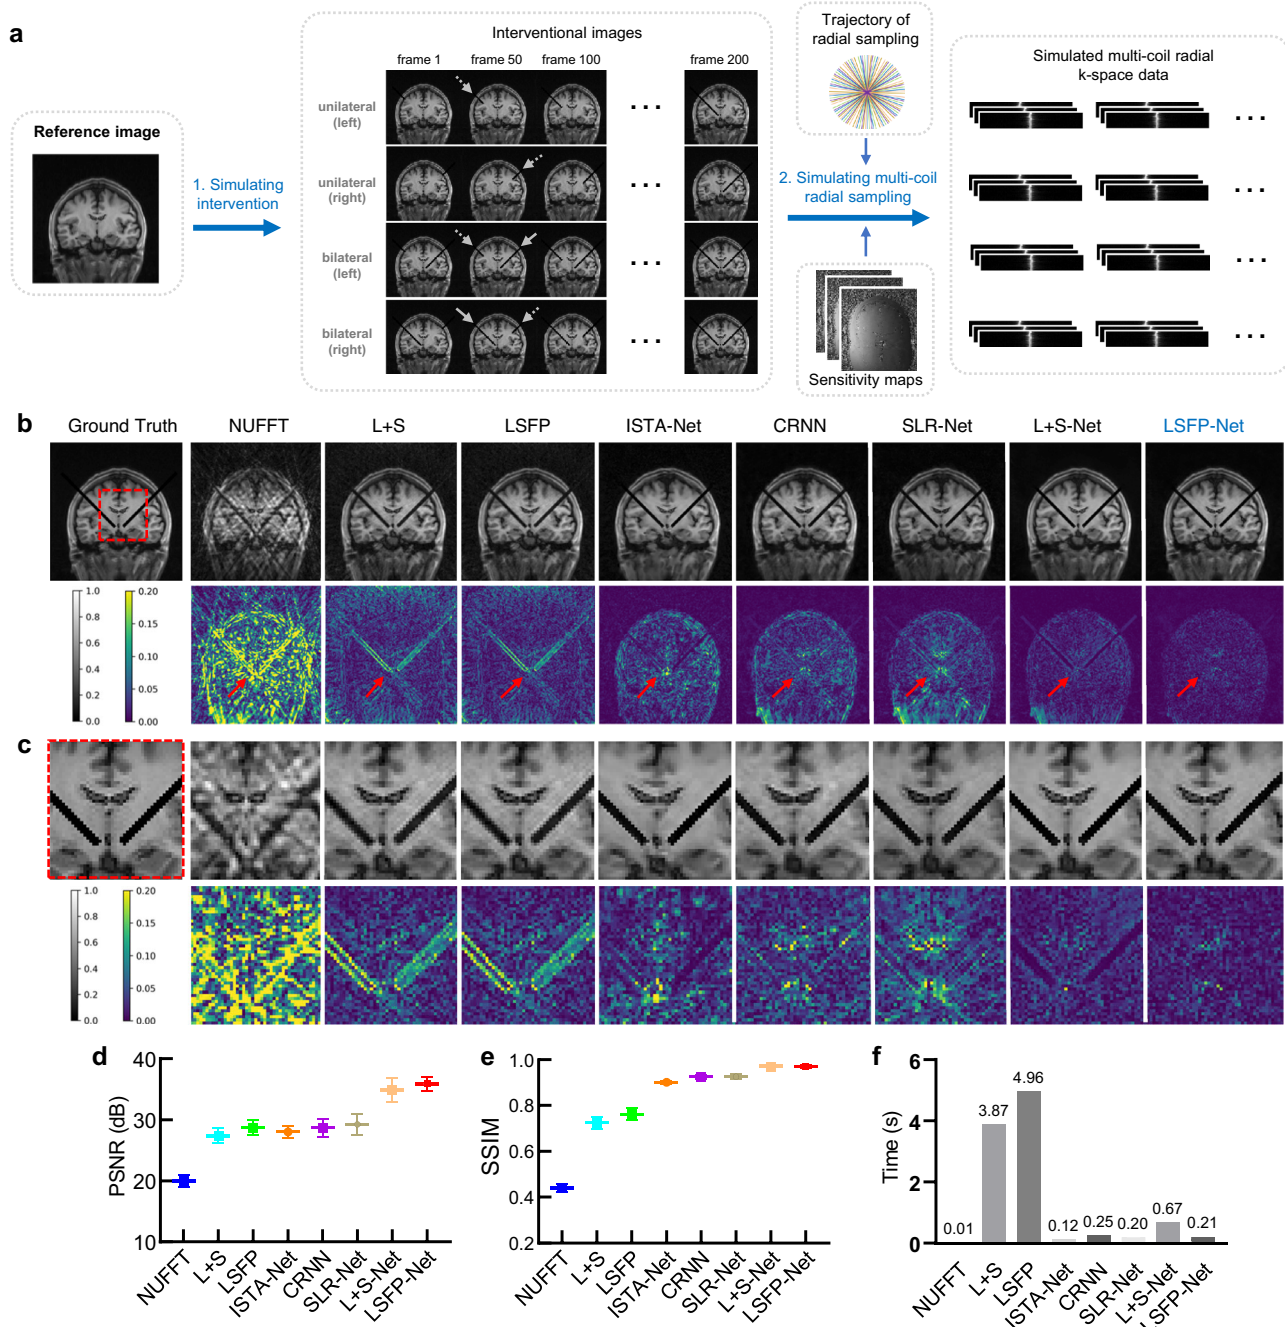 a
Reference image
1. Simulating
intervention
Interventional images
frame 1 frame 50 frame 100 frame 200
unilateral
(left)
unilateral
(right)
bilateral
(left)
bilateral
(right)
...
...
...
...
Trajectory of
radial sampling
2. Simulating multi-coil
radial sampling
Sensitivity maps
Simulated multi-coil radial
k-space data
...
...
...
...
b
Ground Truth NUFFT L+S LSFP ISTA-Net CRNN SLR-Net L+S-Net LSFP-Net
1.0 0.20
0.8 0.15
0.6
0.10
0.4
0.05
0.2
0.0 0.00
c
1.0 0.20
0.8 0.15
0.6
0.10
0.4
0.05
0.2
0.0 0.00
d
PSNR (dB)
40
30
20
10
NUFFT L+S LSFP ISTA-Net CRNN SLR-Net L+S-Net LSFP-Net
e
SSIM
1.0
0.8
0.6
0.4
0.2
NUFFT L+S LSFP ISTA-Net CRNN SLR-Net L+S-Net LSFP-Net
f
Time (s)
6
4
2
0
0.01 3.87 4.96 0.12 0.25 0.20 0.67 0.21
NUFFT L+S LSFP ISTA-Net CRNN SLR-Net L+S-Net LSFP-Net